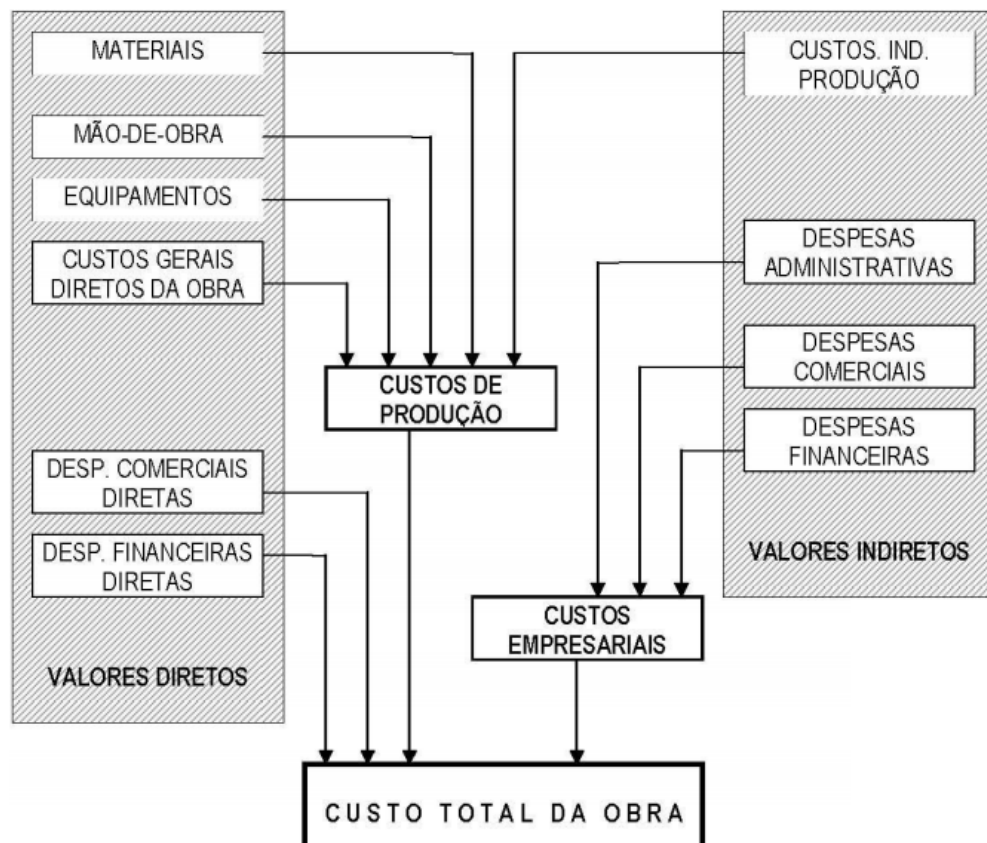 MATERIAIS
MÃO-DE-OBRA
EQUIPAMENTOS
CUSTOS GERAIS
DIRETOS DA OBRA
DESP. COMERCIAIS
DIRETAS
DESP. FINANCEIRAS
DIRETAS
VALORES DIRETOS
CUSTOS DE
PRODUÇÃO
CUSTOS. IND.
PRODUÇÃO
DESPESAS
ADMINISTRATIVAS
DESPESAS
COMERCIAIS
DESPESAS
FINANCEIRAS
VALORES INDIRETOS
CUSTOS
EMPRESARIAIS
CUSTO TOTAL DA OBRA